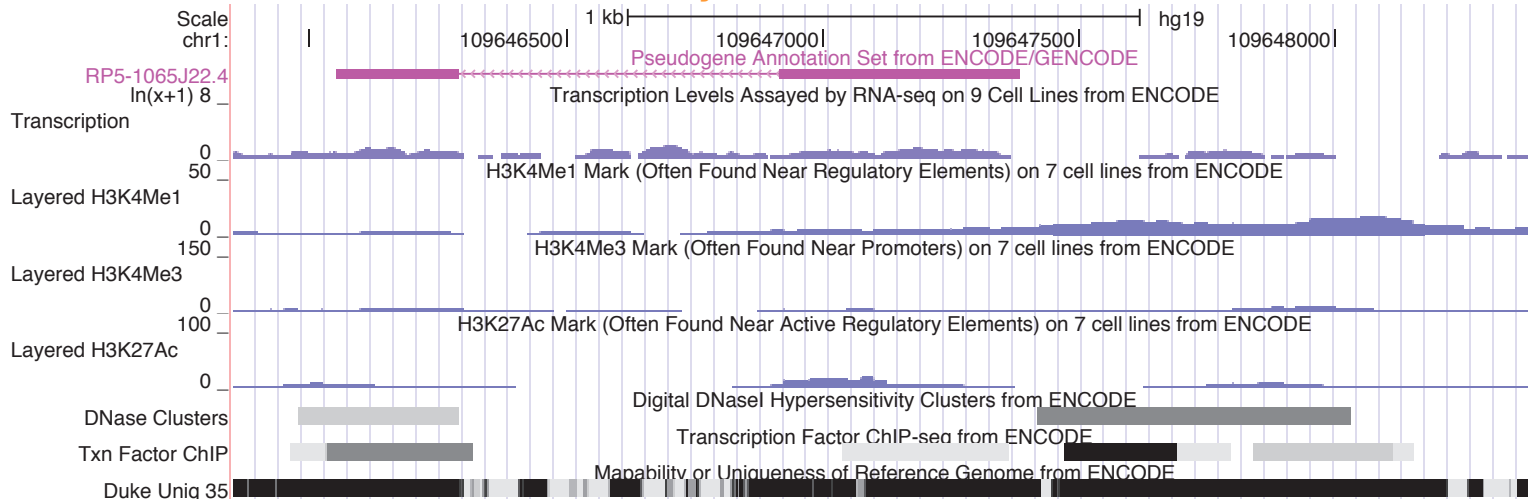 Scale 1 kb hg19
chr1: 109646500 109647000 109647500 109648000
Pseudogene Annotation Set from ENCODE/GENCODE
RP5-1065J22.4
ln(x+1) 8 Transcription Levels Assayed by RNA-seq on 9 Cell Lines from ENCODE
Transcription
0
H3K4Me1 Mark (Often Found Near Regulatory Elements) on 7 cell lines from ENCODE
50
Layered H3K4Me1
0
H3K4Me3 Mark (Often Found Near Promoters) on 7 cell lines from ENCODE
150
Layered H3K4Me3
0
H3K27Ac Mark (Often Found Near Active Regulatory Elements) on 7 cell lines from ENCODE
100
Layered H3K27Ac
0
Digital DNaseI Hypersensitivity Clusters from ENCODE
DNase Clusters
Transcription Factor ChIP-seq from ENCODE
Txn Factor ChIP
Mapability or Uniqueness of Reference Genome from ENCODE
Duke Uniq 35